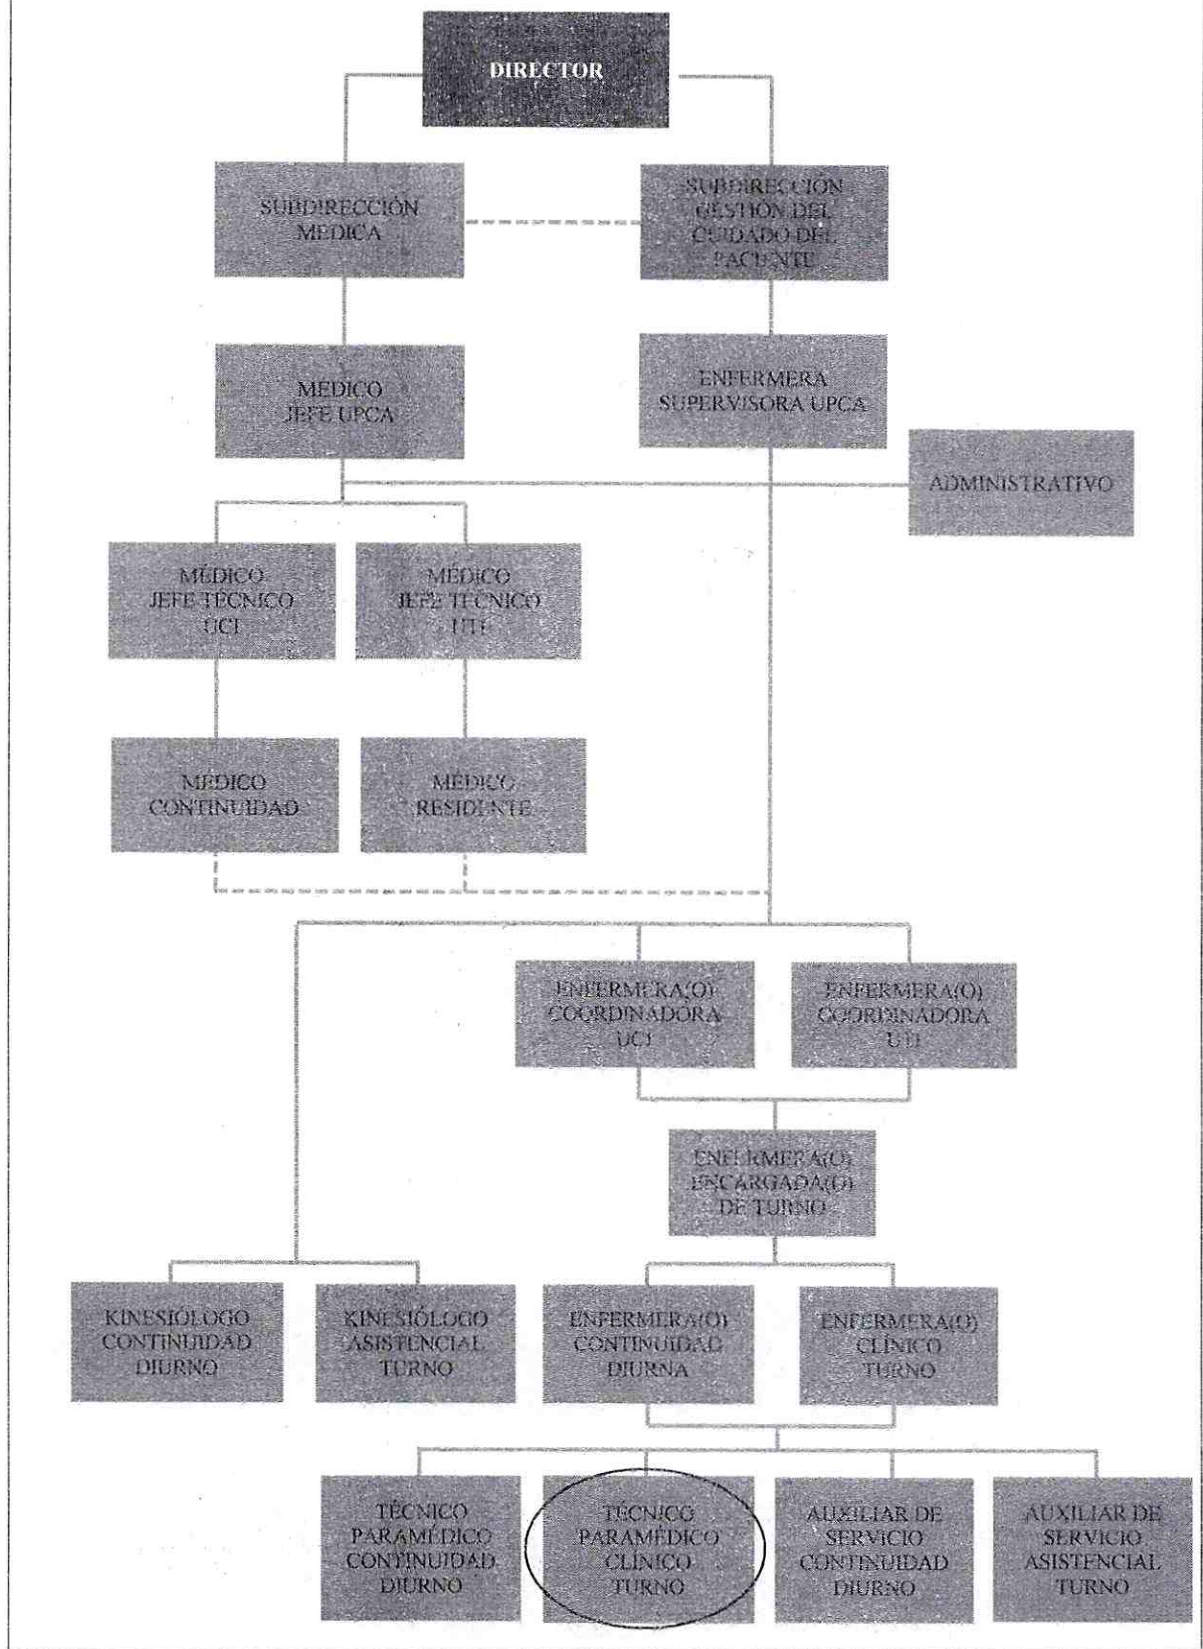 DIRECTOR
SUBDIRECCIÓN
MEDICA
SUBDIRECCIÓN
GESTIÓN DEL
CUIDADO DEL
PACIENTE
MEDICO
JEFE UPCA
ENFERMERA
SUPERVISORA UPCA
ADMINISTRATIVO
MÉDICO
JEFE TÉCNICO
UCI
MÉDICO
JEFE TECNICO
UTI
MEDICO
CONTINUIDAD
MÉDICO
RESIDENTE
ENFERMERA(O)
COORDINADORA
UCI
ENFERMERA(O)
COORDINADORA
UTI
ENFERMERA(O)
ENCARGADA(O)
DE TURNO
KINESIÓLOGO
CONTINUIDAD
DIURNO
KINESIÓLOGO
ASISTENCIAL
TURNO
ENFERMERA(O)
CONTINUIDAD
DIURNA
ENFERMERA(O)
CLÍNICO
TURNO
TÉCNICO
PARAMÉDICO
CONTINUIDAD
DIURNO
TÉCNICO
PARAMÉDICO
CLÍNICO
TURNO
AUXILIAR DE
SERVICIO
CONTINUIDAD
DIURNO
AUXILIAR DE
SERVICIO
ASISTENCIAL
TURNO